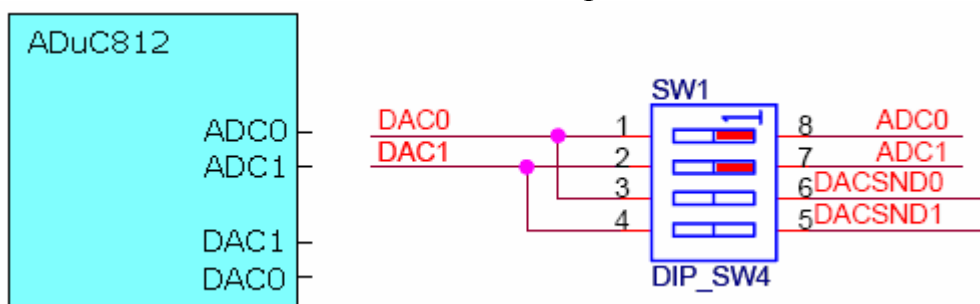 ADuC812
ADC0
ADC1
DAC1
DAC0
SW1
DAC0 1 8 ADC0
DAC1 2 7 ADC1
3 6 DACSND0
4 5 DACSND1
1
DIP_SW4